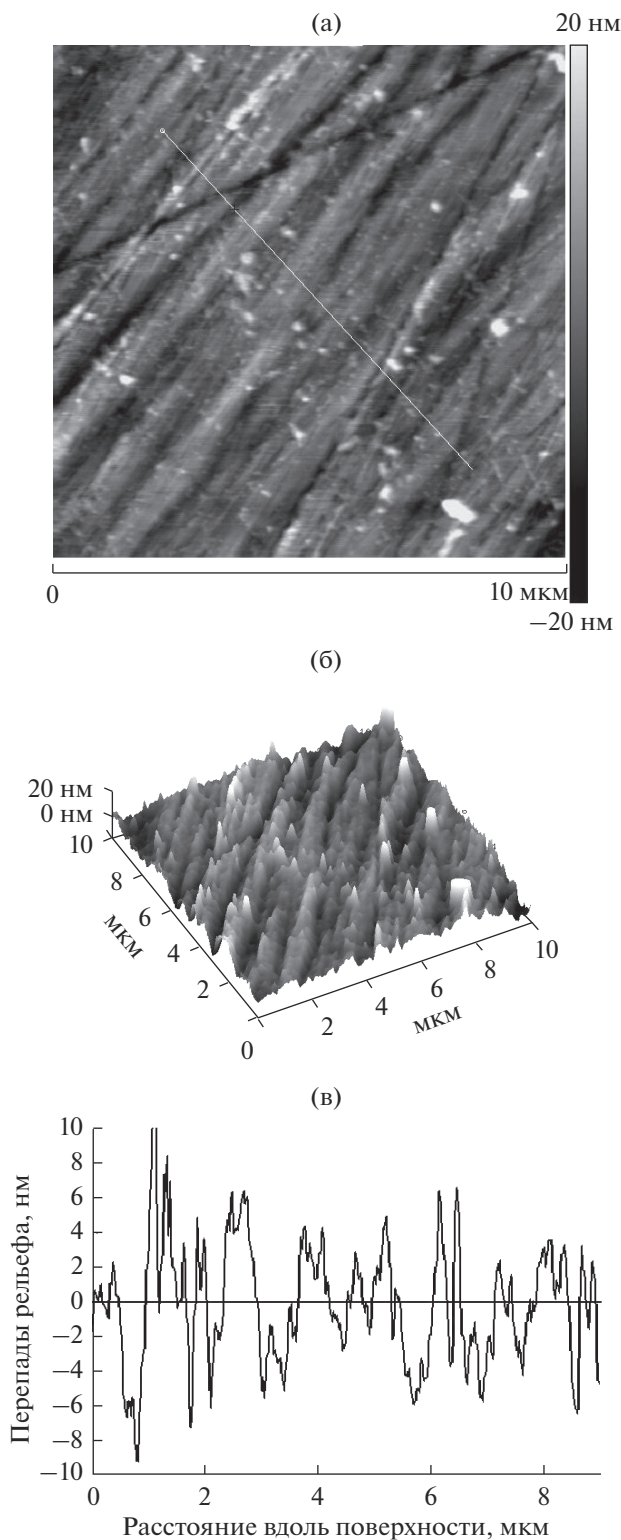 (а)
20 нм
0
10 мкм
−20 нм
(б)
20 нм
0 нм
10
8
6
4
2
0
мкм
2
4
6
8
10
мкм
(в)
10
8
6
4
2
0
−2
−4
−6
−8
−10
Перепады рельефа, нм
0
2
4
6
8
Расстояние вдоль поверхности, мкм